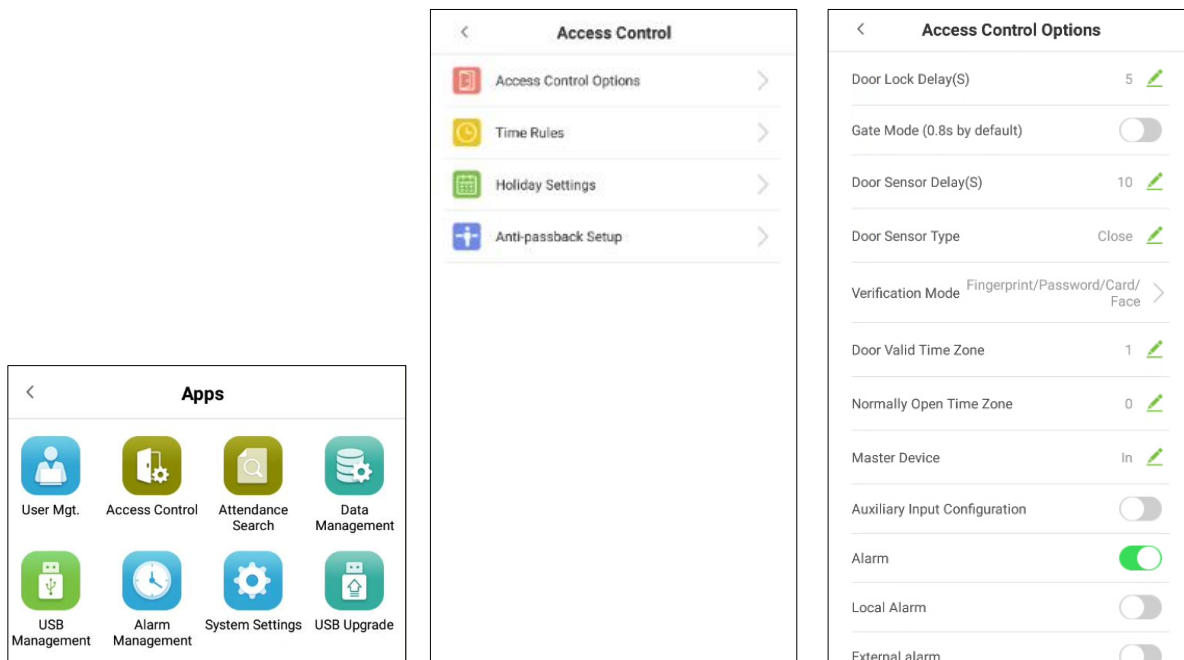 Apps
User Mgt.
Access Control
Attendance
Search
Data
Management
USB
Management
Alarm
Management
System Settings
USB Upgrade
Access Control
Access Control Options
Time Rules
Holiday Settings
Anti-passback Setup
Access Control Options
Door Lock Delay(S) 5
Gate Mode (0.8s by default)
Door Sensor Delay(S) 10
Door Sensor Type Close
Verification Mode Fingerprint/Password/Card/
Face
Door Valid Time Zone 1
Normally Open Time Zone 0
Master Device In
Auxiliary Input Configuration
Alarm
Local Alarm
External alarm